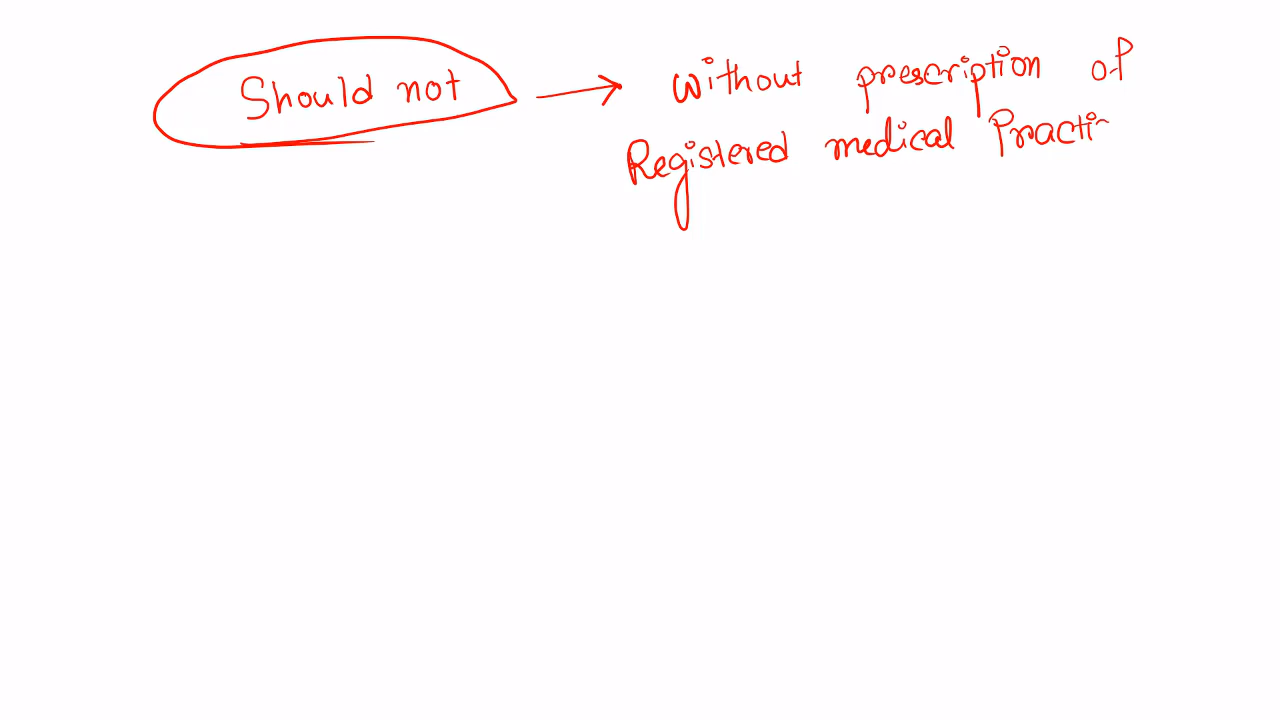 Should not → without prescription of
Registered medical Practi